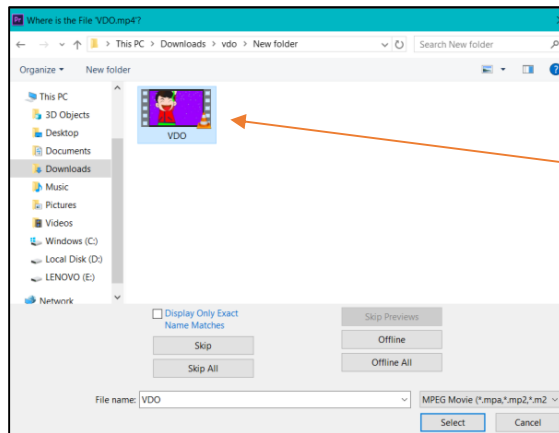 Pr Where is the File 'VDO.mp4'?
This PC > Downloads > vdo > New folder
Search New folder
Organize
New folder
This PC
3D Objects
Desktop
Documents
Downloads
Music
Pictures
Videos
Windows (C:)
Local Disk (D:)
LENOVO (E:)
Network
VDO
Display Only Exact
Name Matches
Skip Previews
Skip
Offline
Skip All
Offline All
File name: VDO
MPEG Movie (*.mpa,*.mp2,*.m2
Select
Cancel